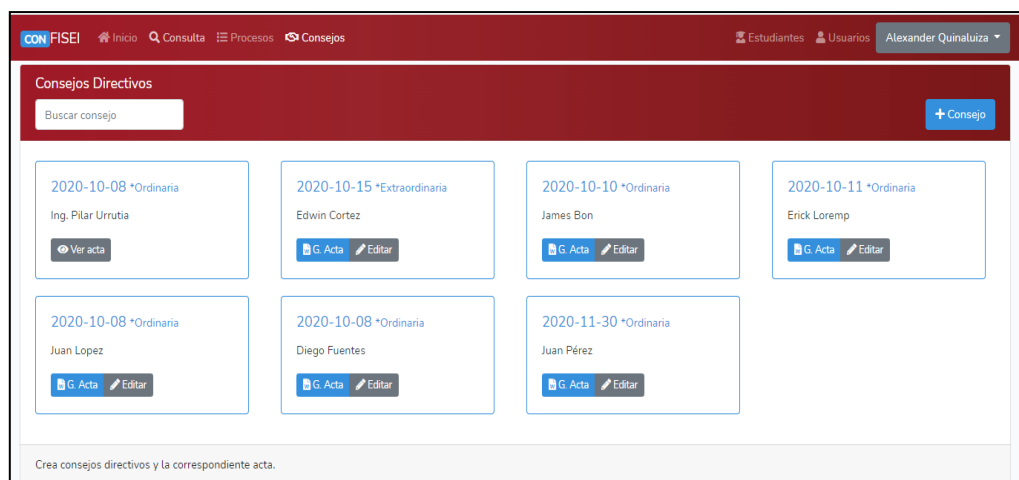 CON FISEI Inicio Consulta Procesos Consejos Estudiantes Usuarios Alexander Quinaluiza
Consejos Directivos
Buscar consejo
+ Consejo
2020-10-08 *Ordinaria
Ing. Pilar Urrutia
Ver acta
2020-10-15 *Extraordinaria
Edwin Cortez
G. Acta Editar
2020-10-10 *Ordinaria
James Bon
G. Acta Editar
2020-10-11 *Ordinaria
Erick Loremp
G. Acta Editar
2020-10-08 *Ordinaria
Juan Lopez
G. Acta Editar
2020-10-08 *Ordinaria
Diego Fuentes
G. Acta Editar
2020-11-30 *Ordinaria
Juan Pérez
G. Acta Editar
Crea consejos directivos y la correspondiente acta.